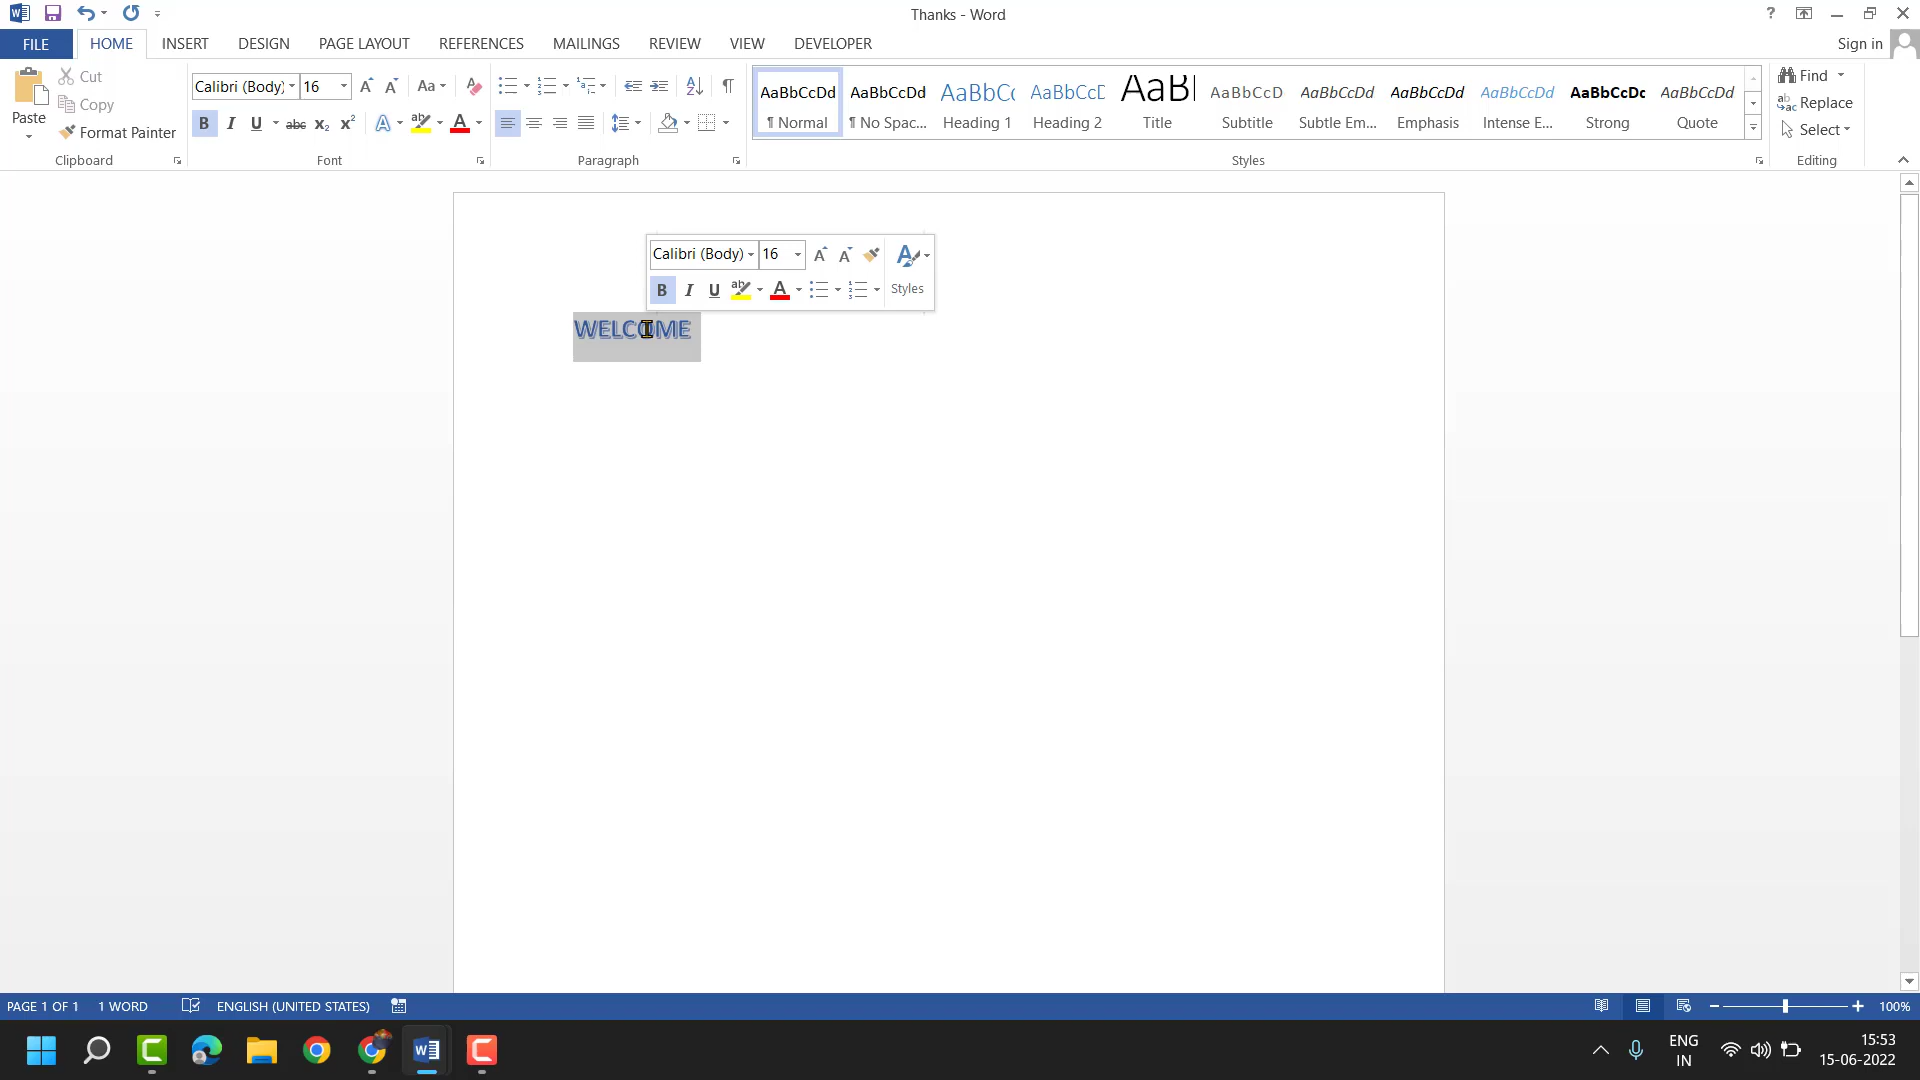 Thanks - Word
FILE HOME INSERT DESIGN PAGE LAYOUT REFERENCES MAILINGS REVIEW VIEW DEVELOPER Sign in
Paste Cut Copy Format Painter
Clipboard
Calibri (Body) 16
Font
Paragraph
AaBbCcDd AaBbCcDd AaBbCc AaBbCcD AaBl AaBbCcD AaBbCcDd AaBbCcDd AaBbCcDd AaBbCcDc AaBbCcDd
¶ Normal ¶ No Spac... Heading 1 Heading 2 Title Subtitle Subtle Em... Emphasis Intense E... Strong Quote
Styles
Find
Replace
Select
Editing
Calibri (Body) 16
B I U Styles
WELCOME
PAGE 1 OF 1 1 WORD ENGLISH (UNITED STATES) 100%
ENG
IN
15:53
15-06-2022